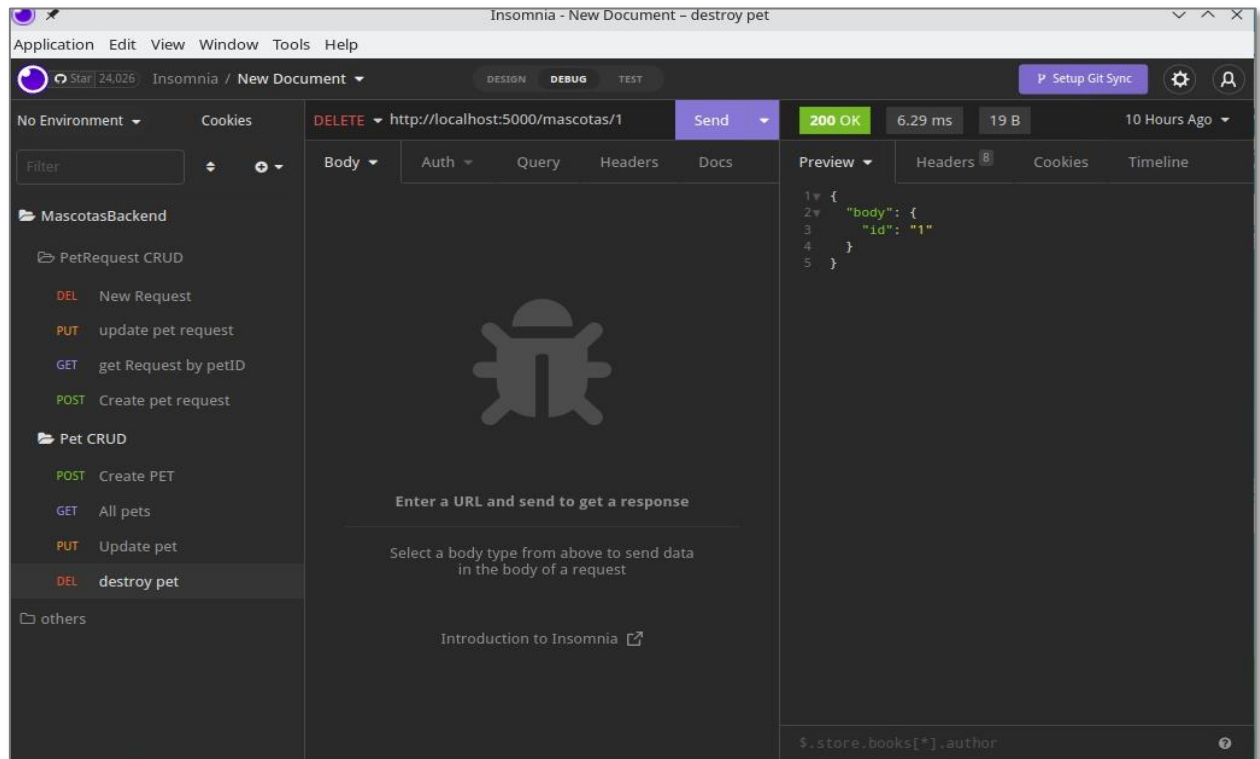 Insomnia - New Document – destroy pet
Application Edit View Window Tools Help
Star 24,026 Insomnia / New Document DESIGN DEBUG TEST Setup Git Sync
No Environment Cookies
Filter
MascotasBackend
PetRequest CRUD
DEL New Request
PUT update pet request
GET get Request by petID
POST Create pet request
Pet CRUD
POST Create PET
GET All pets
PUT Update pet
DEL destroy pet
others
DELETE http://localhost:5000/mascotas/1 Send
Body Auth Query Headers Docs
Enter a URL and send to get a response
Select a body type from above to send data
in the body of a request
Introduction to Insomnia
200 OK 6.29 ms 19 B 10 Hours Ago
Preview Headers 8 Cookies Timeline
1 {
2 "body": {
3 "id": "1"
4 }
5 }
$.store.books[*].author